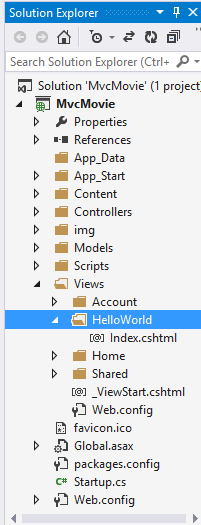 Solution Explorer
Search Solution Explorer (Ctrl+
Solution 'MvcMovie' (1 project)
MvcMovie
Properties
References
App_Data
App_Start
Content
Controllers
img
Models
Scripts
Views
Account
HelloWorld
Index.cshtml
Home
Shared
_ViewStart.cshtml
Web.config
favicon.ico
Global.asax
packages.config
Startup.cs
Web.config